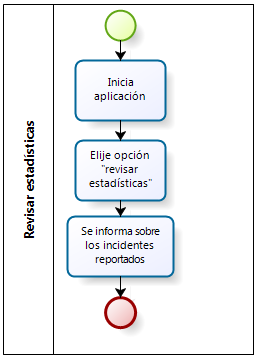 Revisar estadísticas
Inicia
aplicación
Elije opción
"revisar
estadísticas"
Se informa sobre
los incidentes
reportados